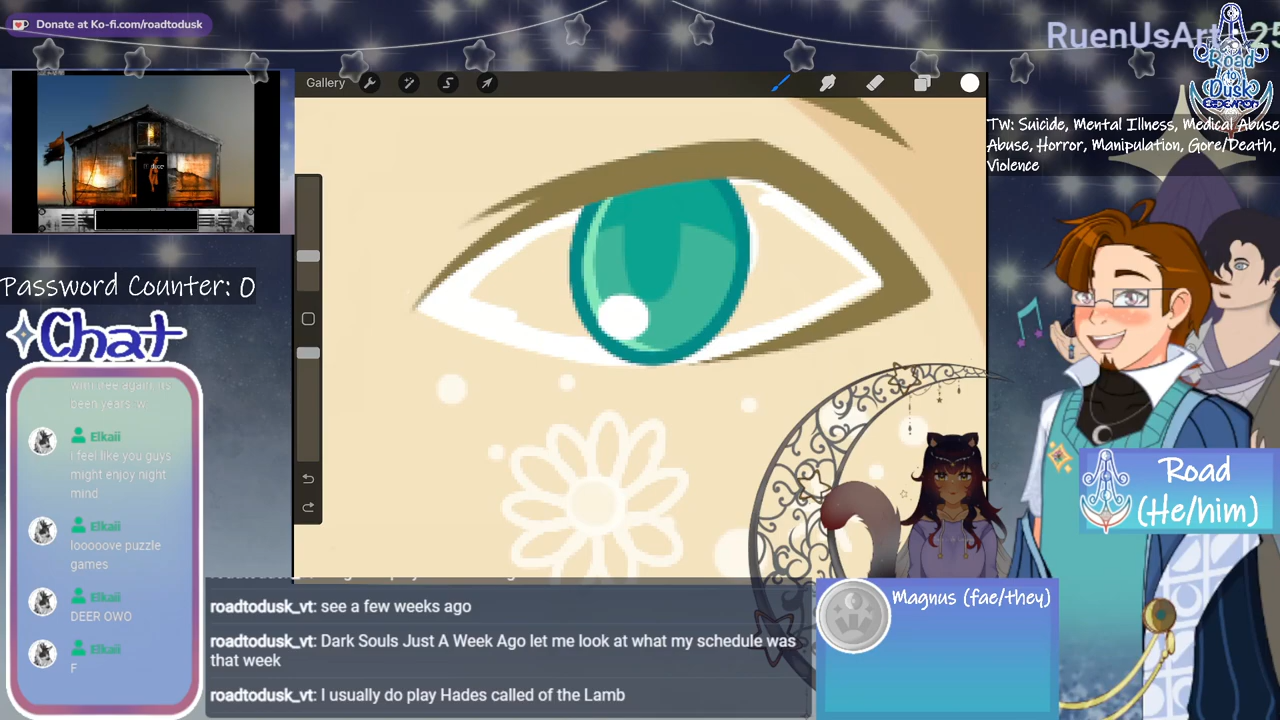 Donate at Ko-fi.com/roadtodusk
RuenUsArt
Road
to
Dusk
Tw: Suicide, Mental Illness, Medical Abuse
Abuse, Horror, Manipulation, Gore/Death,
Violence
Gallery
Password Counter: 0
Chat
been years. w.
Elkaii
I feel like you guys
might enjoy night
mind
Elkaii
looooove puzzle
games
Elkaii
DEER OWO
Elkaii
F
roadtodusk_vt: see a few weeks ago
roadtodusk_vt: Dark Souls Just A Week Ago let me look at what my schedule was
that week
roadtodusk_vt: I usually do play Hades called of the Lamb
Road
(He/him)
Magnus (fae/they)